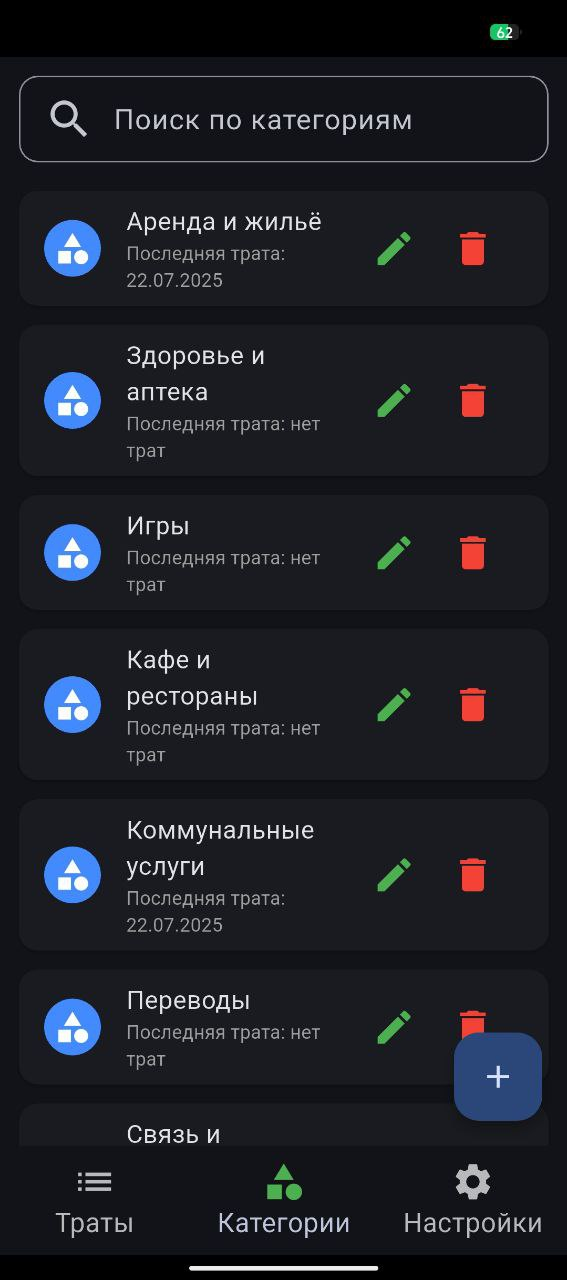 62
Поиск по категориям
Аренда и жильё
Последняя трата:
22.07.2025
Здоровье и
аптека
Последняя трата: нет
трат
Игры
Последняя трата: нет
трат
Кафе и
рестораны
Последняя трата: нет
трат
Коммунальные
услуги
Последняя трата:
22.07.2025
Переводы
Последняя трата: нет
трат
Связь и
Траты
Категории
Настройки